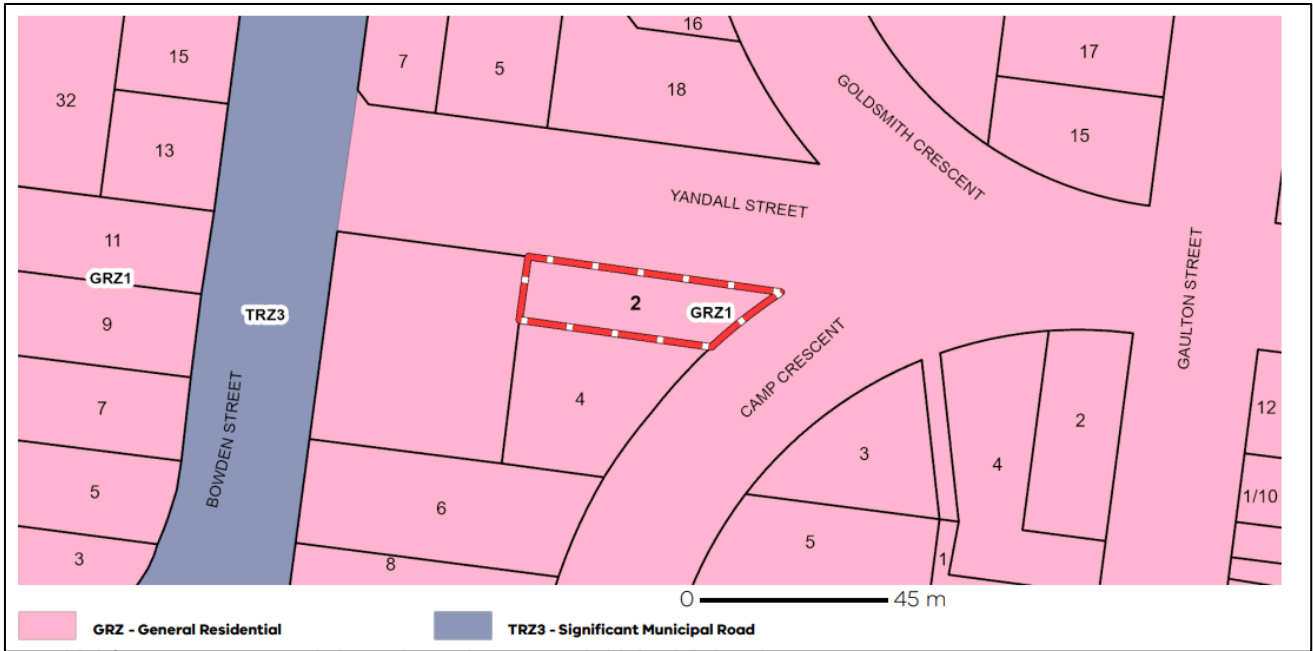 16
15
7
5
17
32
18
GOLDSMITH CRESCENT
13
15
YANDALL STREET
11
GRZ1
GAULTON STREET
2
GRZ1
TRZ3
9
CAMP CRESCENT
4
7
12
2
BOWDEN STREET
3
4
5
6
1/10
5
3
8
1
0 45 m
GRZ - General Residential
TRZ3 - Significant Municipal Road